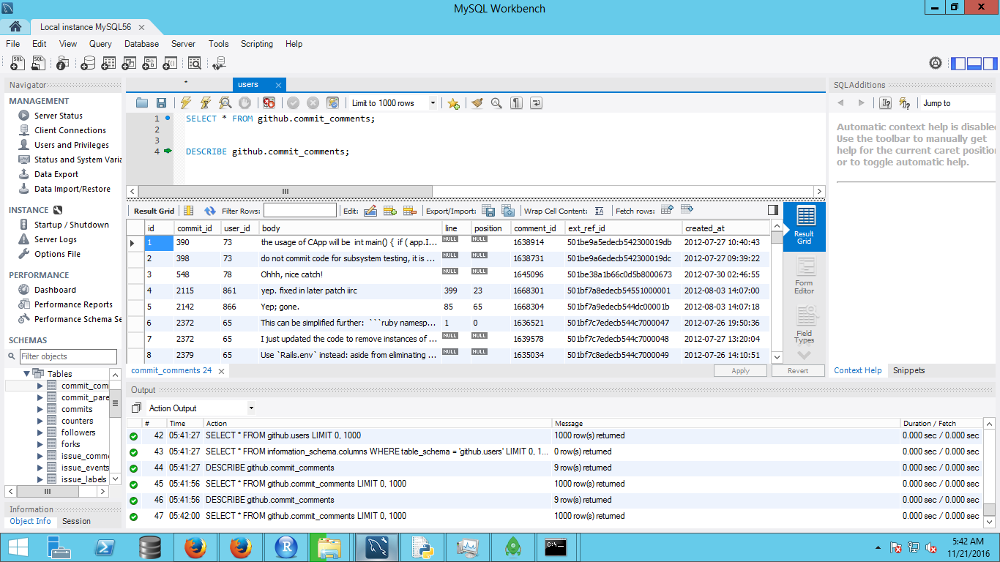 MySQL Workbench
Local instance MySQL56
File Edit View Query Database Server Tools Scripting Help
Navigator
MANAGEMENT
Server Status
Client Connections
Users and Privileges
Status and System Varia
Data Export
Data Import/Restore
INSTANCE
Startup / Shutdown
Server Logs
Options File
PERFORMANCE
Dashboard
Performance Reports
Performance Schema Se
SCHEMAS
Filter objects
Tables
commit_com
commit_pare
commits
counters
followers
forks
issue_comme
issue_events
issue_labels
Information
Object Info Session
users
Limit to 1000 rows
1 SELECT * FROM github.commit_comments;
2
3
4 DESCRIBE github.commit_comments;
Result Grid Filter Rows: Edit: Export/Import: Wrap Cell Content: Fetch rows:
id commit_id user_id body line position comment_id ext_ref_id created_at
1 390 73 the usage of CApp will be int main() { if ( app.I... NULL NULL 1638914 501be9a5edecb542300019db 2012-07-27 10:40:43
2 398 73 do not commit code for subsystem testing, it is ... NULL NULL 1638731 501be9a6edecb542300019dc 2012-07-27 09:39:22
3 548 78 Ohhh, nice catch! NULL NULL 1645096 501be38a1b66c0d5b8000673 2012-07-30 02:46:55
4 2115 861 yep. fixed in later patch iirc 399 23 1668301 501bf7a8edecb54551000001 2012-08-03 14:07:00
5 2142 866 Yep; gone. 85 65 1668304 501bf7a9edecb544dc00001b 2012-08-03 14:07:18
6 2372 65 This can be simplified further: ```ruby namesp... 1 0 1636521 501bf7c7edecb544c7000047 2012-07-26 19:50:36
7 2372 65 I just updated the code to remove instances of ... NULL NULL 1639578 501bf7c7edecb544c7000048 2012-07-27 13:20:04
8 2379 65 Use `Rails.env` instead: aside from eliminating ... NULL NULL 1635034 501bf7c8edecb544c7000049 2012-07-26 14:10:51
Result
Grid
Form
Editor
Field
Types
commit_comments 24 Apply Revert
SQLAdditions
Jump to
Automatic context help is disabled
Use the toolbar to manually get
help for the current caret position
or to toggle automatic help.
Context Help Snippets
Output
Action Output
# Time Action Message Duration / Fetch
42 05:41:27 SELECT * FROM github.users LIMIT 0, 1000 1000 row(s) returned 0.000 sec / 0.000 sec
43 05:41:27 SELECT * FROM information_schema.columns WHERE table_schema = 'github.users' LIMIT 0, 1... 0 row(s) returned 0.000 sec / 0.000 sec
44 05:41:27 DESCRIBE github.commit_comments 9 row(s) returned 0.000 sec / 0.000 sec
45 05:41:56 SELECT * FROM github.commit_comments LIMIT 0, 1000 1000 row(s) returned 0.000 sec / 0.000 sec
46 05:41:56 DESCRIBE github.commit_comments 9 row(s) returned 0.000 sec / 0.000 sec
47 05:42:00 SELECT * FROM github.commit_comments LIMIT 0, 1000 1000 row(s) returned 0.000 sec / 0.000 sec
5:42 AM
11/21/2016